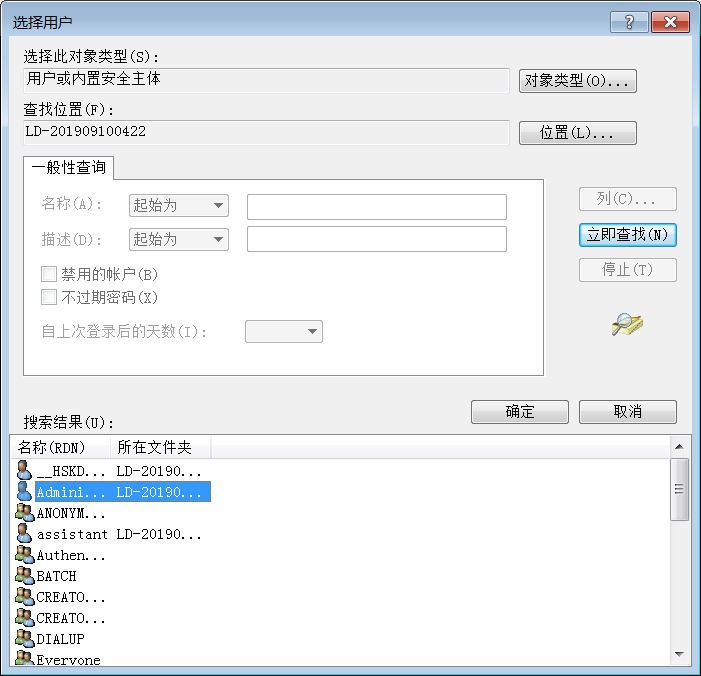 选择用户
选择此对象类型(S):
用户或内置安全主体
对象类型(O)...
查找位置(F):
LD-201909100422
位置(L)...
一般性查询
名称(A): 起始为
描述(D): 起始为
禁用的帐户(B)
不过期密码(X)
自上次登录后的天数(I):
列(C)...
立即查找(N)
停止(T)
确定 取消
搜索结果(U):
名称(RDN) 所在文件夹
__HSKD... LD-20190...
Admini... LD-20190...
ANONYM...
assistant LD-20190...
Authen...
BATCH
CREATO...
CREATO...
DIALUP
Everyone